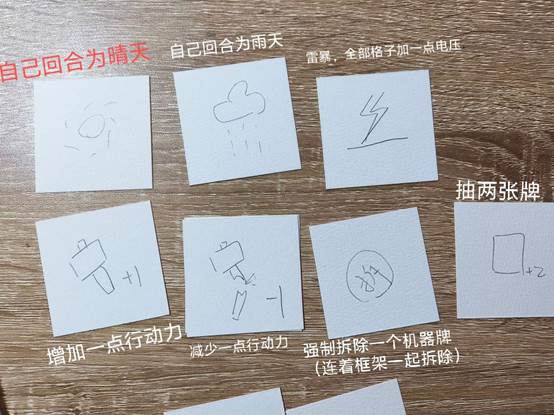 自己回合为晴天
自己回合为雨天
雷暴，全部格子加一点电压
抽两张牌
+1
-1
拆
+2
增加一点行动力
减少一点行动力
强制拆除一个机器牌
（连着框架一起拆除）